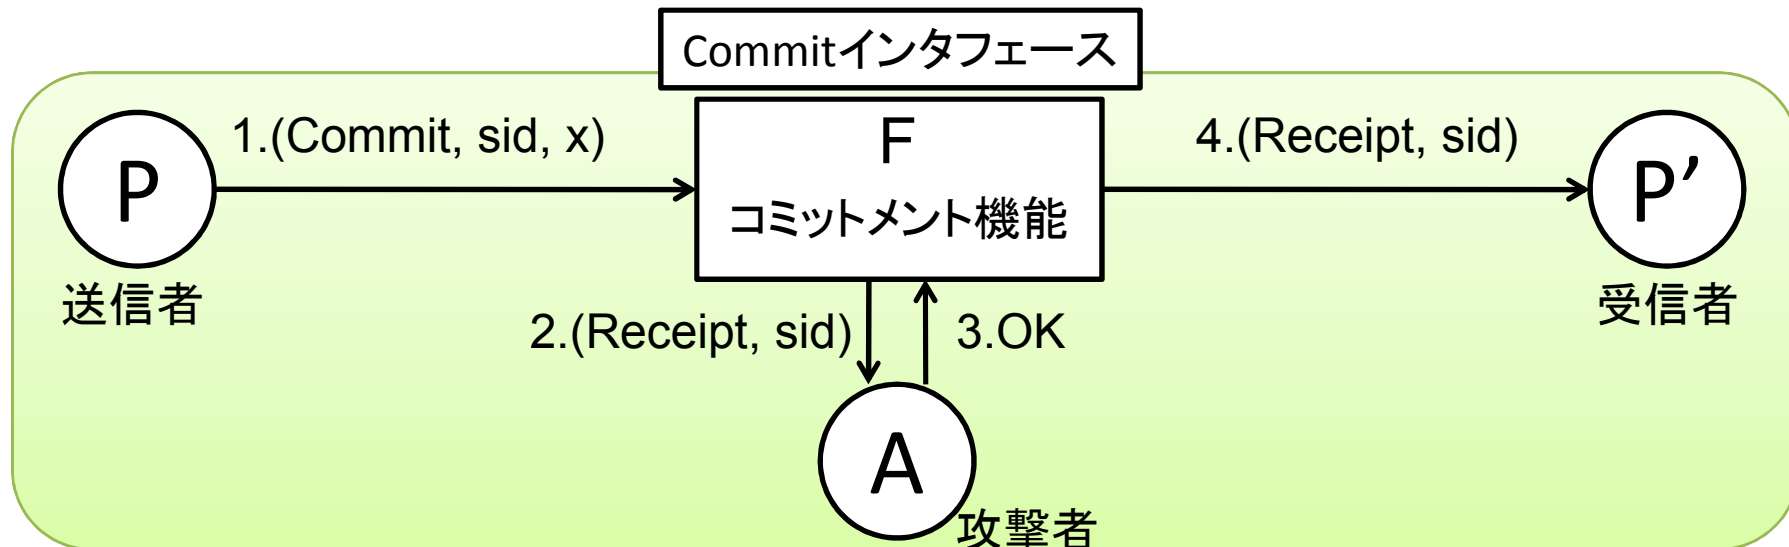 Commitインタフェース
1.(Commit, sid, x)
F
コミットメント機能
4.(Receipt, sid)
P
送信者
P’
受信者
2.(Receipt, sid)
3.OK
A
攻撃者